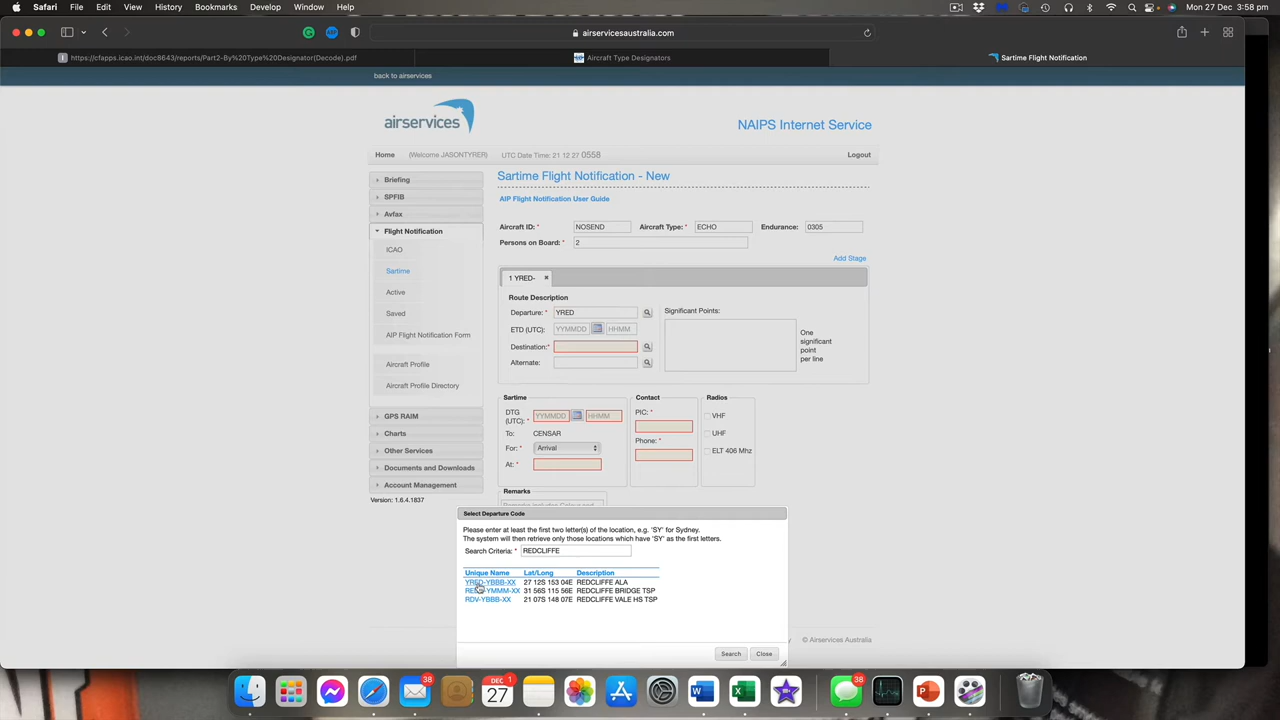 Safari File Edit View History Bookmarks Develop Window Help Mon 27 Dec 3:58 pm
airservicesaustralia.com
https://cfapps.icao.int/doc8643/reports/Part2-By%20Type%20Designator(Decode).pdf Aircraft Type Designators Sartime Flight Notification
back to airservices
airservices
NAIPS Internet Service
Home (Welcome JASONTYRER) UTC Date Time: 21 12 27 0558 Logout
Briefing
SPFIB
Avfax
Flight Notification
ICAO
Sartime
Active
Saved
AIP Flight Notification Form
Aircraft Profile
Aircraft Profile Directory
GPS RAIM
Charts
Other Services
Documents and Downloads
Account Management
Version: 1.6.4.1837
Sartime Flight Notification - New
AIP Flight Notification User Guide
Aircraft ID: * NOSEND Aircraft Type: * ECHO Endurance: 0305
Persons on Board: * 2
Add Stage
1 YRED-
Route Description
Departure: * YRED
ETD (UTC): YYMMDD HHMM
Destination:*
Alternate:
Significant Points:
One
significant
point
per line
Sartime
DTG
(UTC): * YYMMDD HHMM
To: CENSAR
For: * Arrival
At: *
Contact
PIC: *
Phone: *
Radios
VHF
UHF
ELT 406 Mhz
Remarks
Select Departure Code
Please enter at least the first two letter(s) of the location, e.g. 'SY' for Sydney.
The system will then retrieve only those locations which have 'SY' as the first letters.
Search Criteria: * REDCLIFFE
Unique Name Lat/Long Description
YRED-YBBB-XX 27 12S 153 04E REDCLIFFE ALA
31 56S 115 56E REDCLIFFE BRIDGE TSP
RDV-YBBB-XX 21 07S 148 07E REDCLIFFE VALE HS TSP
Search Close
© Airservices Australia
38
DEC 1
27
38